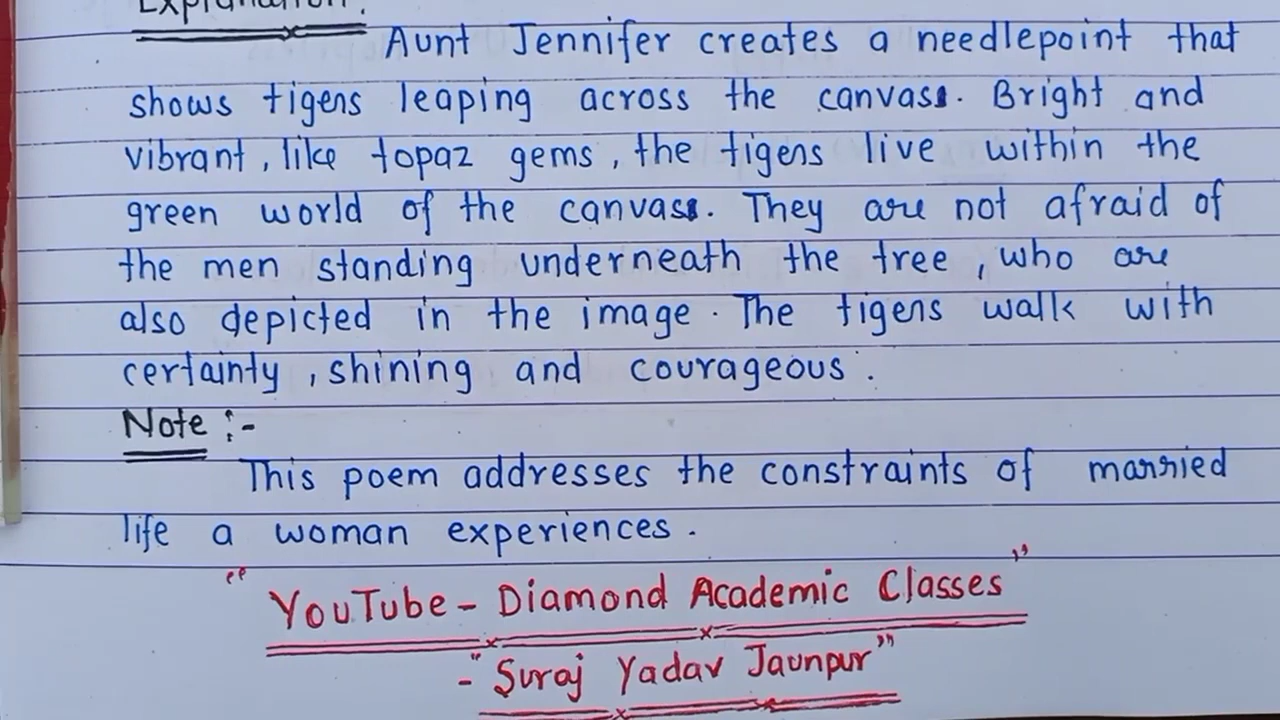 Explanation:
Aunt Jennifer creates a needlepoint that
shows tigers leaping across the canvas. Bright and
vibrant, like topaz gems, the tigers live within the
green world of the canvas. They are not afraid of
the men standing underneath the tree, who are
also depicted in the image. The tigers walk with
certainty, shining and courageous.
Note :-
This poem addresses the constraints of married
life a woman experiences.
"YouTube - Diamond Academic Classes"
- "Suraj Yadav Jaunpur"